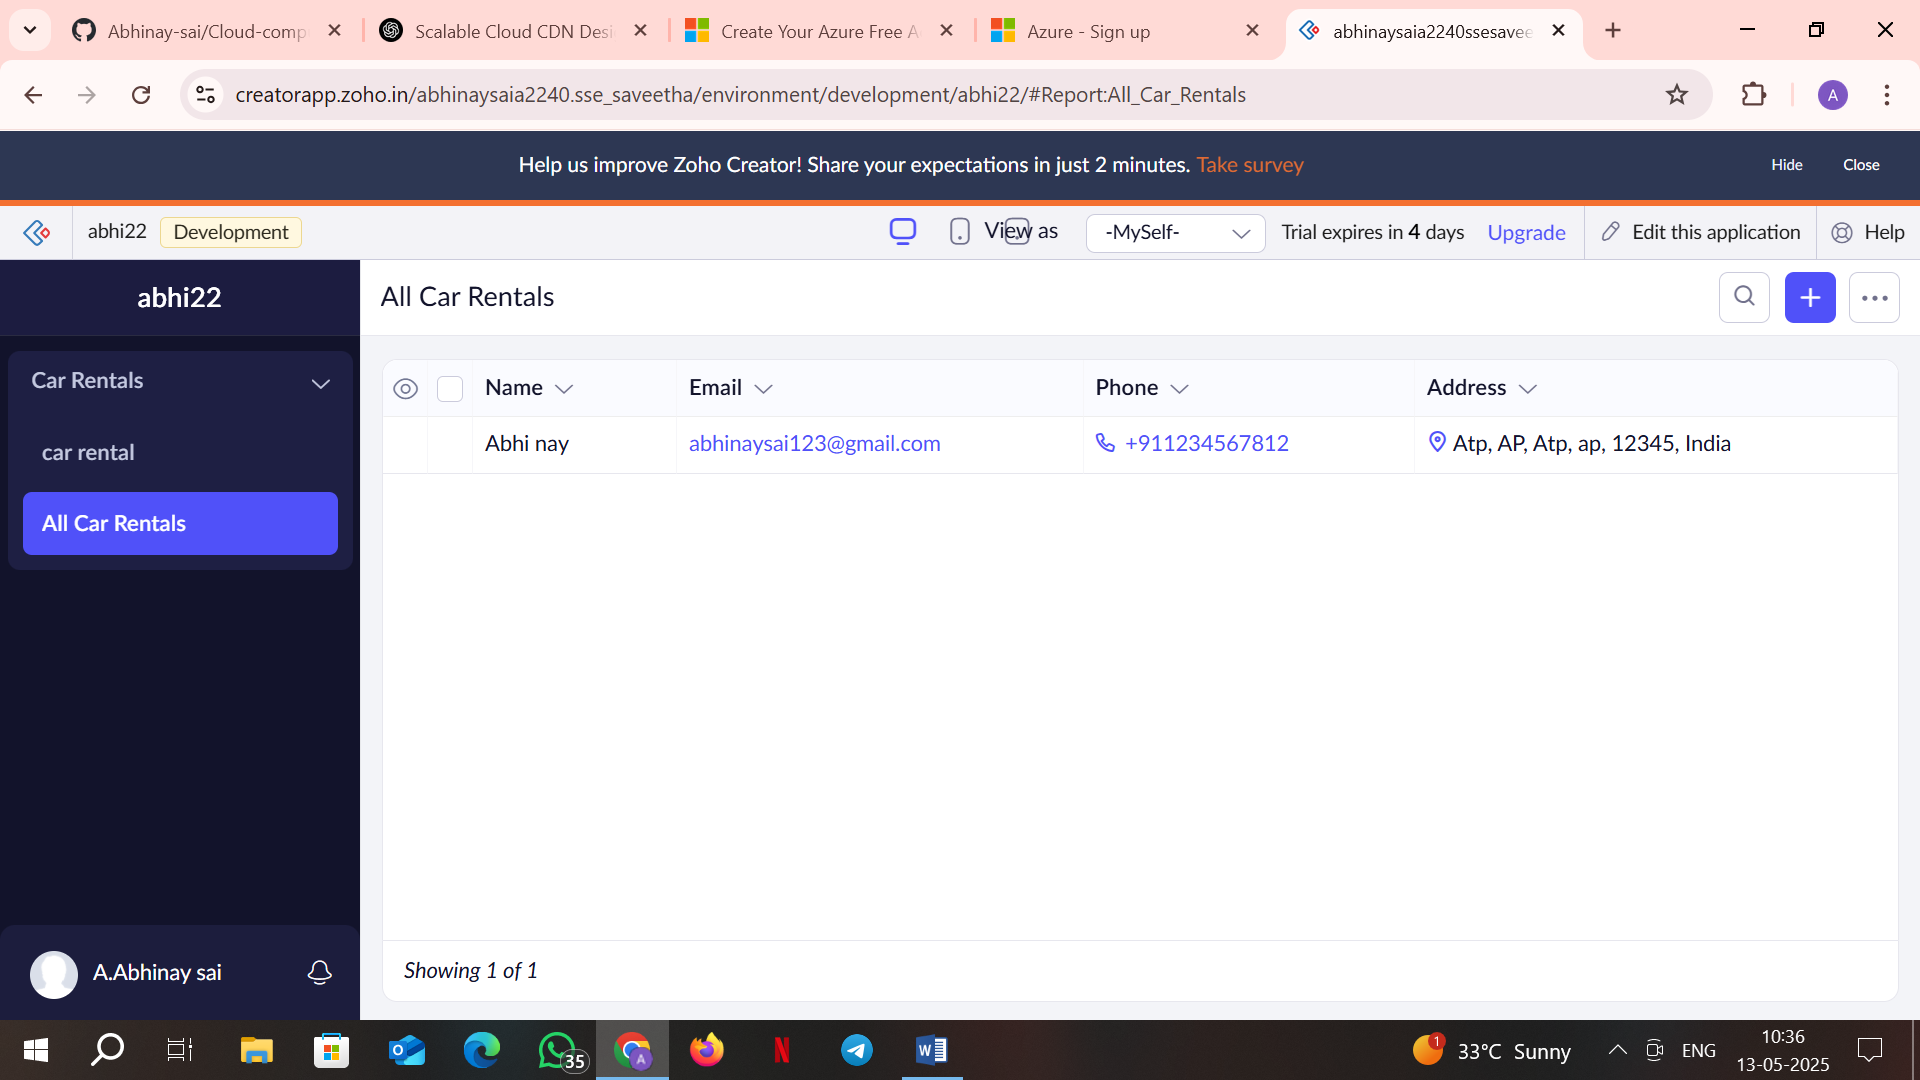 Abhinay-sai/Cloud-comp
Scalable Cloud CDN Desi
Create Your Azure Free A
Azure - Sign up
abhinaysaia2240ssesavee
creatorapp.zoho.in/abhinaysaia2240.sse_saveetha/environment/development/abhi22/#Report:All_Car_Rentals
A
Help us improve Zoho Creator! Share your expectations in just 2 minutes. Take survey
Hide
Close
abhi22
Development
View as
-MySelf-
Trial expires in 4 days
Upgrade
Edit this application
Help
abhi22
All Car Rentals
Car Rentals
car rental
All Car Rentals
Name
Email
Phone
Address
Abhi nay
abhinaysai123@gmail.com
+911234567812
Atp, AP, Atp, ap, 12345, India
Showing 1 of 1
A.Abhinay sai
35
A
1
33°C Sunny
ENG
10:36
13-05-2025